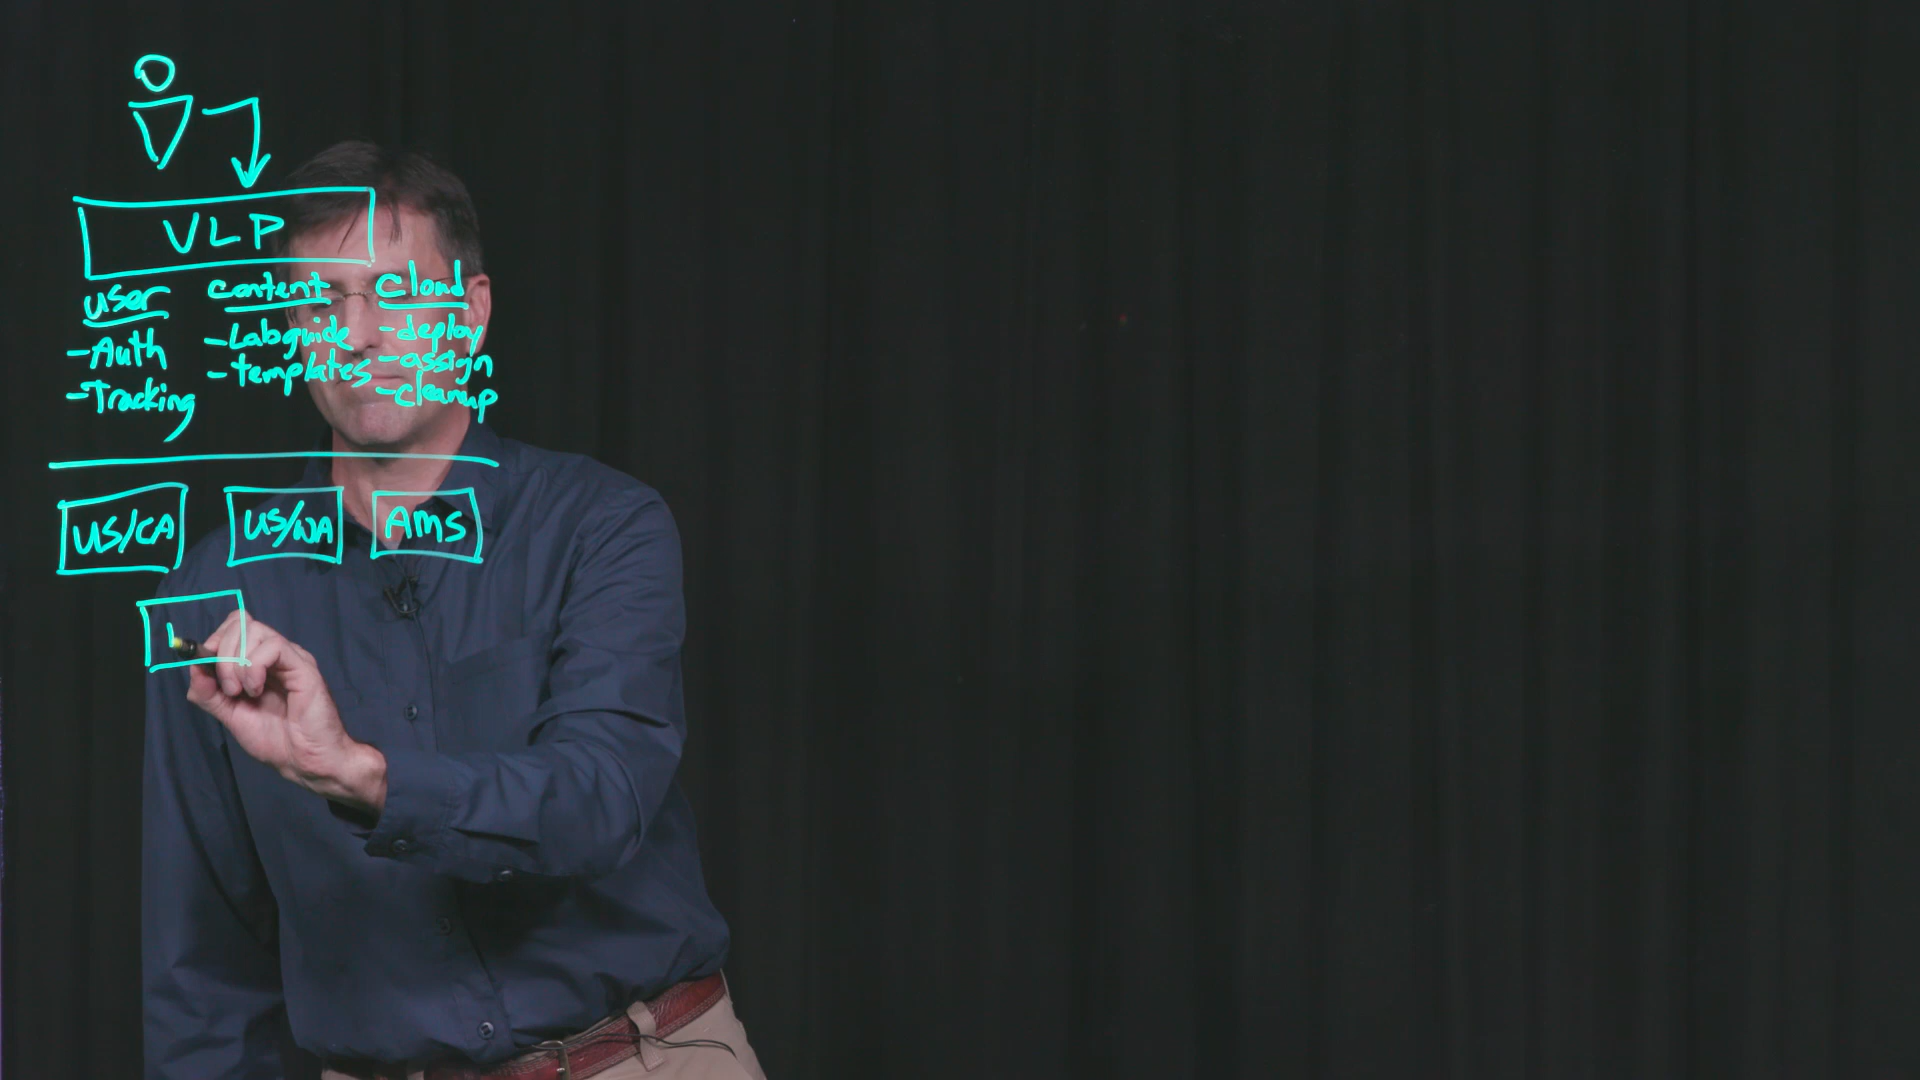 VLP
user content cloud
-Auth -Labguide -deploy
-Tracking -templates -assign
-cleanup
US/CA US/WA AMS